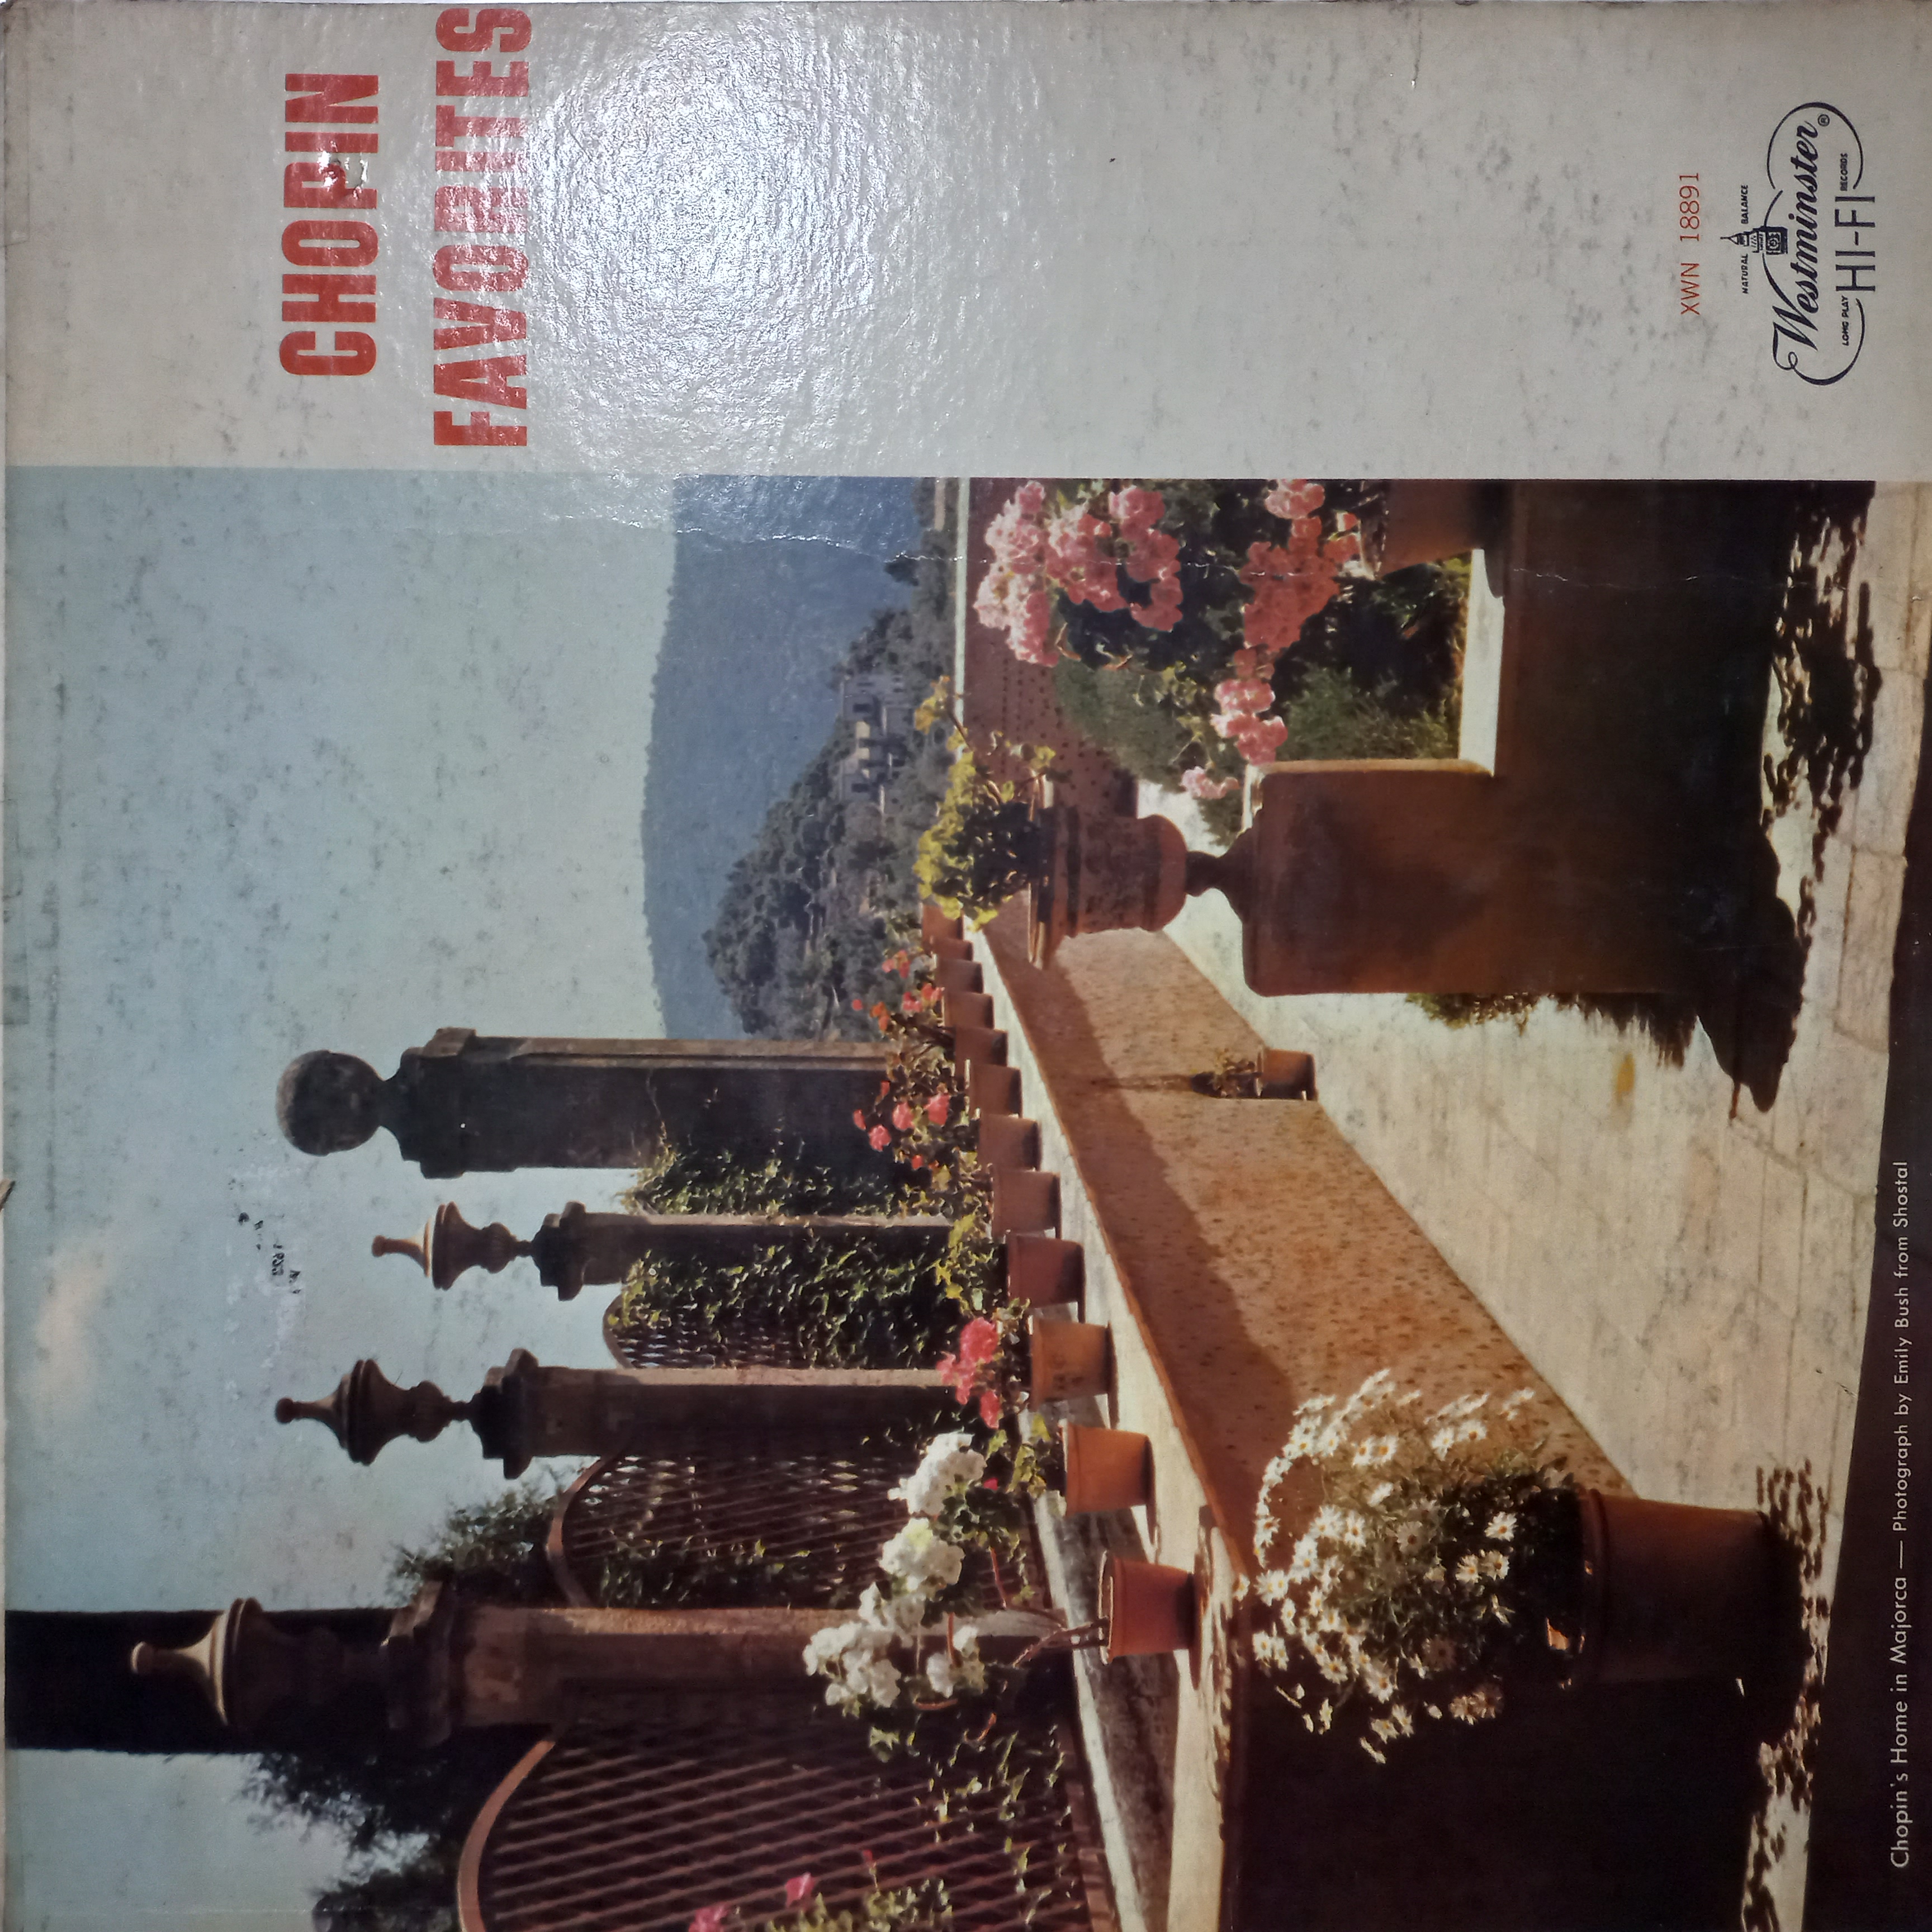 CHOPIN
FAVORITES
XWN 18891
NATURAL BALANCE
Westminster®
LONG PLAY HI-FI RECORDS
Chopin's Home in Majorca — Photograph by Emily Bush from Shostal